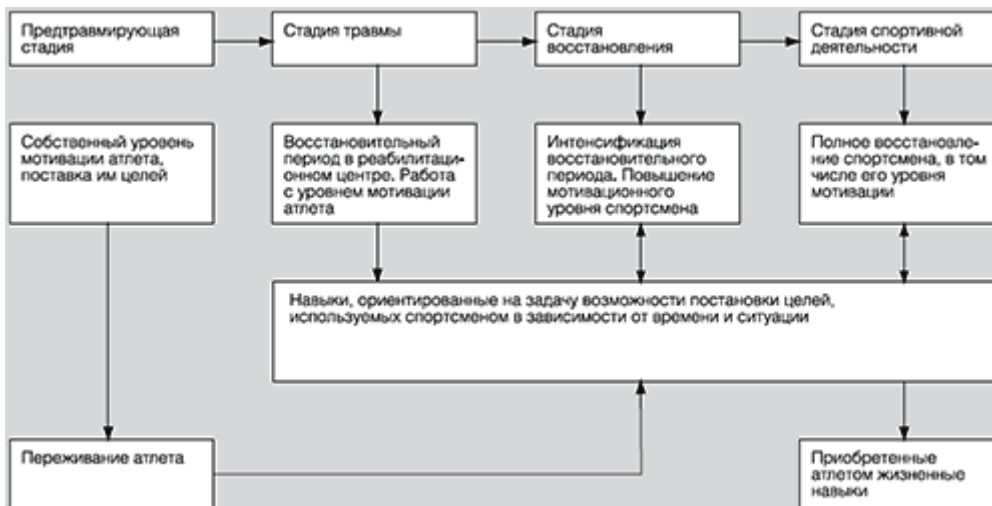 Предтравмирующая
стадия
Стадия травмы
Стадия
восстановления
Стадия спортивной
деятельности
Собственный уровень
мотивации атлета,
поставка им целей
Восстановительный
период в реабилитаци-
онном центре. Работа
с уровнем мотивации
атлета
Интенсификация
восстановительного
периода. Повышение
мотивационного
уровня спортсмена
Полное восстановле-
ние спортсмена, в том
числе его уровня
мотивации
Навыки, ориентированные на задачу возможности постановки целей,
используемых спортсменом в зависимости от времени и ситуации
Переживание атлета
Приобретенные
атлетом жизненные
навыки